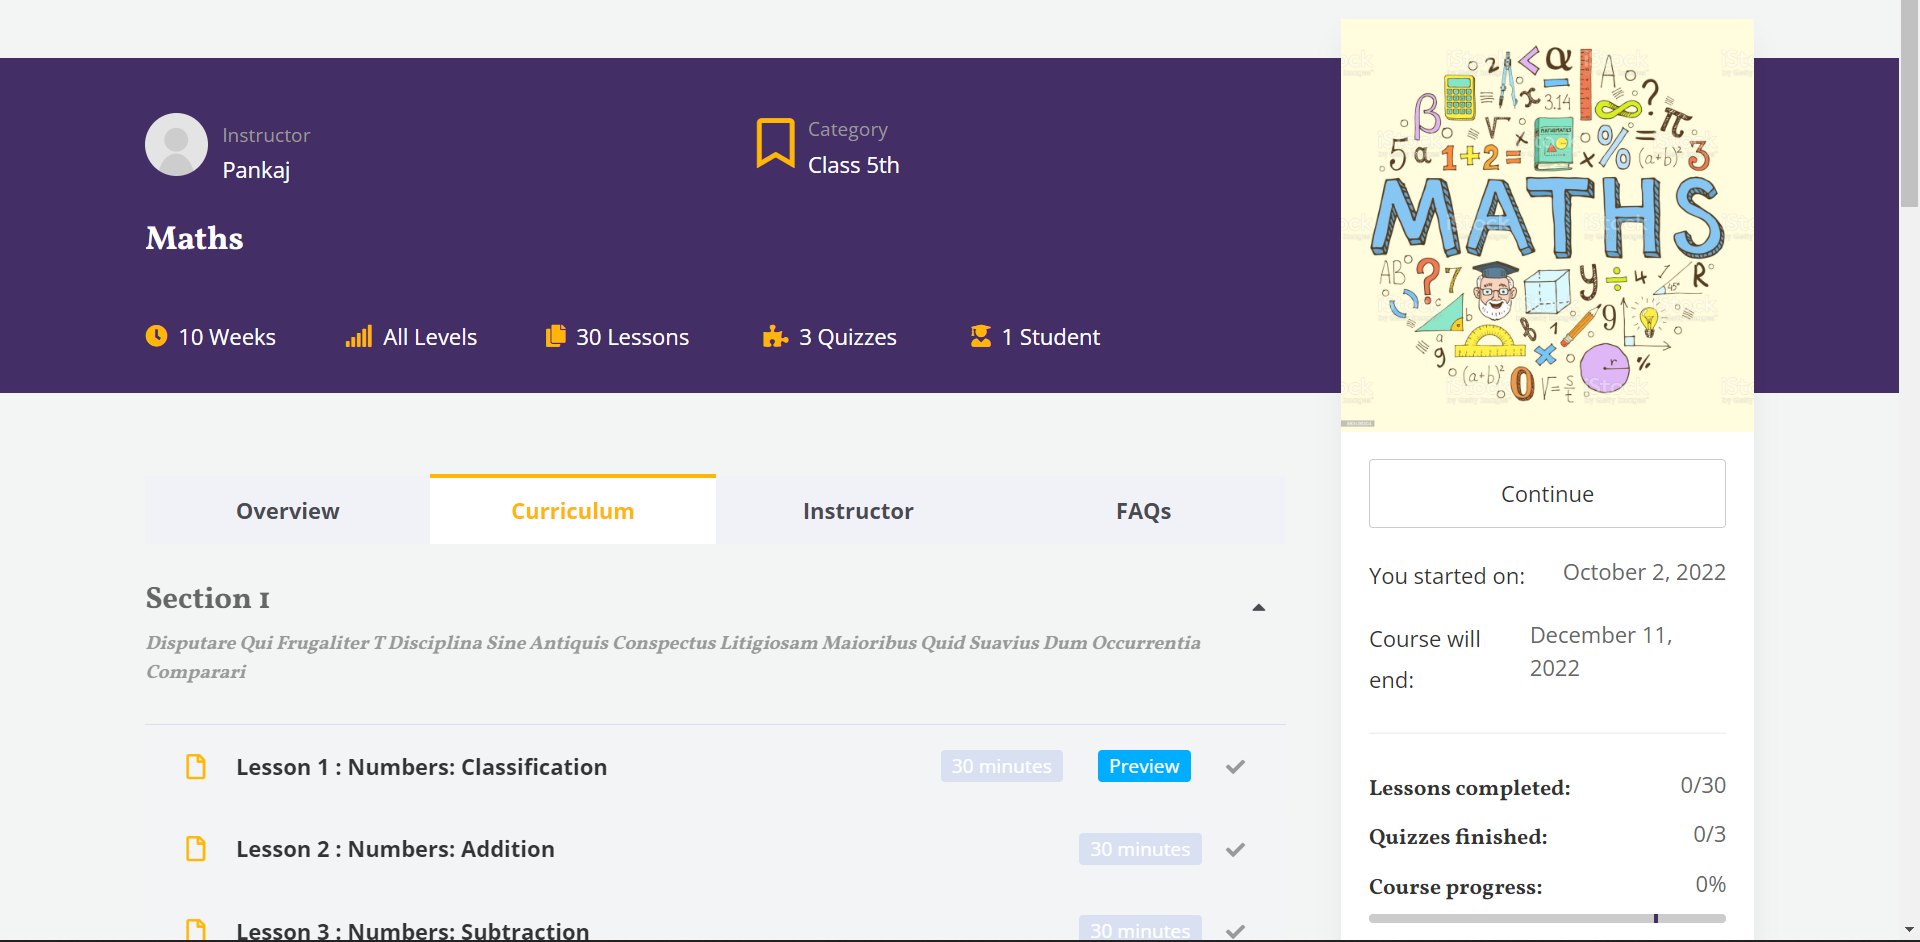 Instructor
Pankaj
Category
Class 5th
Maths
10 Weeks
All Levels
30 Lessons
3 Quizzes
1 Student
MATHS
Overview
Curriculum
Instructor
FAQs
Section 1
Disputare Qui Frugaliter T Disciplina Sine Antiquis Conspectus Litigiosam Maioribus Quid Suavius Dum Occurrentia
Comparari
Lesson 1 : Numbers: Classification
30 minutes
Preview
Lesson 2 : Numbers: Addition
30 minutes
Lesson 3 : Numbers: Subtraction
30 minutes
Continue
You started on:
October 2, 2022
Course will
end:
December 11,
2022
Lessons completed:
0/30
Quizzes finished:
0/3
Course progress:
0%